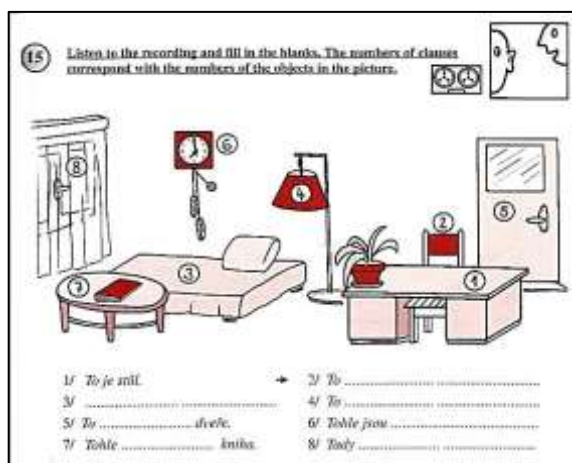 15 Listen to the recording and fill in the blanks. The numbers of clauses
correspond with the numbers of the objects in the picture.
8
6
4
2
5
7
3
1
1/ To je stůl. → 2/ To ........................ ........................
3/ ........................ ........................ 4/ To ........................ ........................
5/ To ........................ dveře. 6/ Tohle jsou ........................
7/ Tohle ........................ kniha. 8/ Tady ........................ ........................